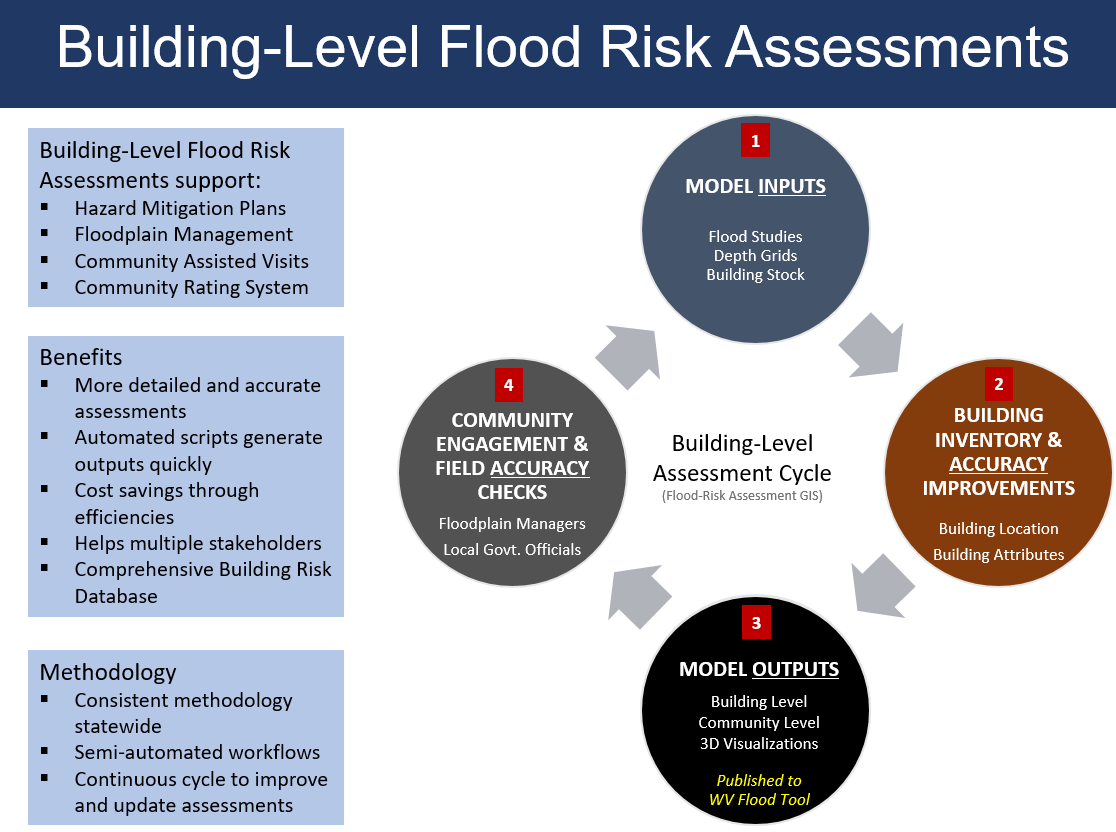 Building-Level Flood Risk Assessments
Building-Level Flood Risk
Assessments support:
▪ Hazard Mitigation Plans
▪ Floodplain Management
▪ Community Assisted Visits
▪ Community Rating System
Benefits
▪ More detailed and accurate
assessments
▪ Automated scripts generate
outputs quickly
▪ Cost savings through
efficiencies
▪ Helps multiple stakeholders
▪ Comprehensive Building Risk
Database
Methodology
▪ Consistent methodology
statewide
▪ Semi-automated workflows
▪ Continuous cycle to improve
and update assessments
1
MODEL INPUTS
Flood Studies
Depth Grids
Building Stock
2
BUILDING
INVENTORY &
ACCURACY
IMPROVEMENTS
Building Location
Building Attributes
3
MODEL OUTPUTS
Building Level
Community Level
3D Visualizations
Published to
WV Flood Tool
4
COMMUNITY
ENGAGEMENT &
FIELD ACCURACY
CHECKS
Floodplain Managers
Local Govt. Officials
Building-Level
Assessment Cycle
(Flood-Risk Assessment GIS)